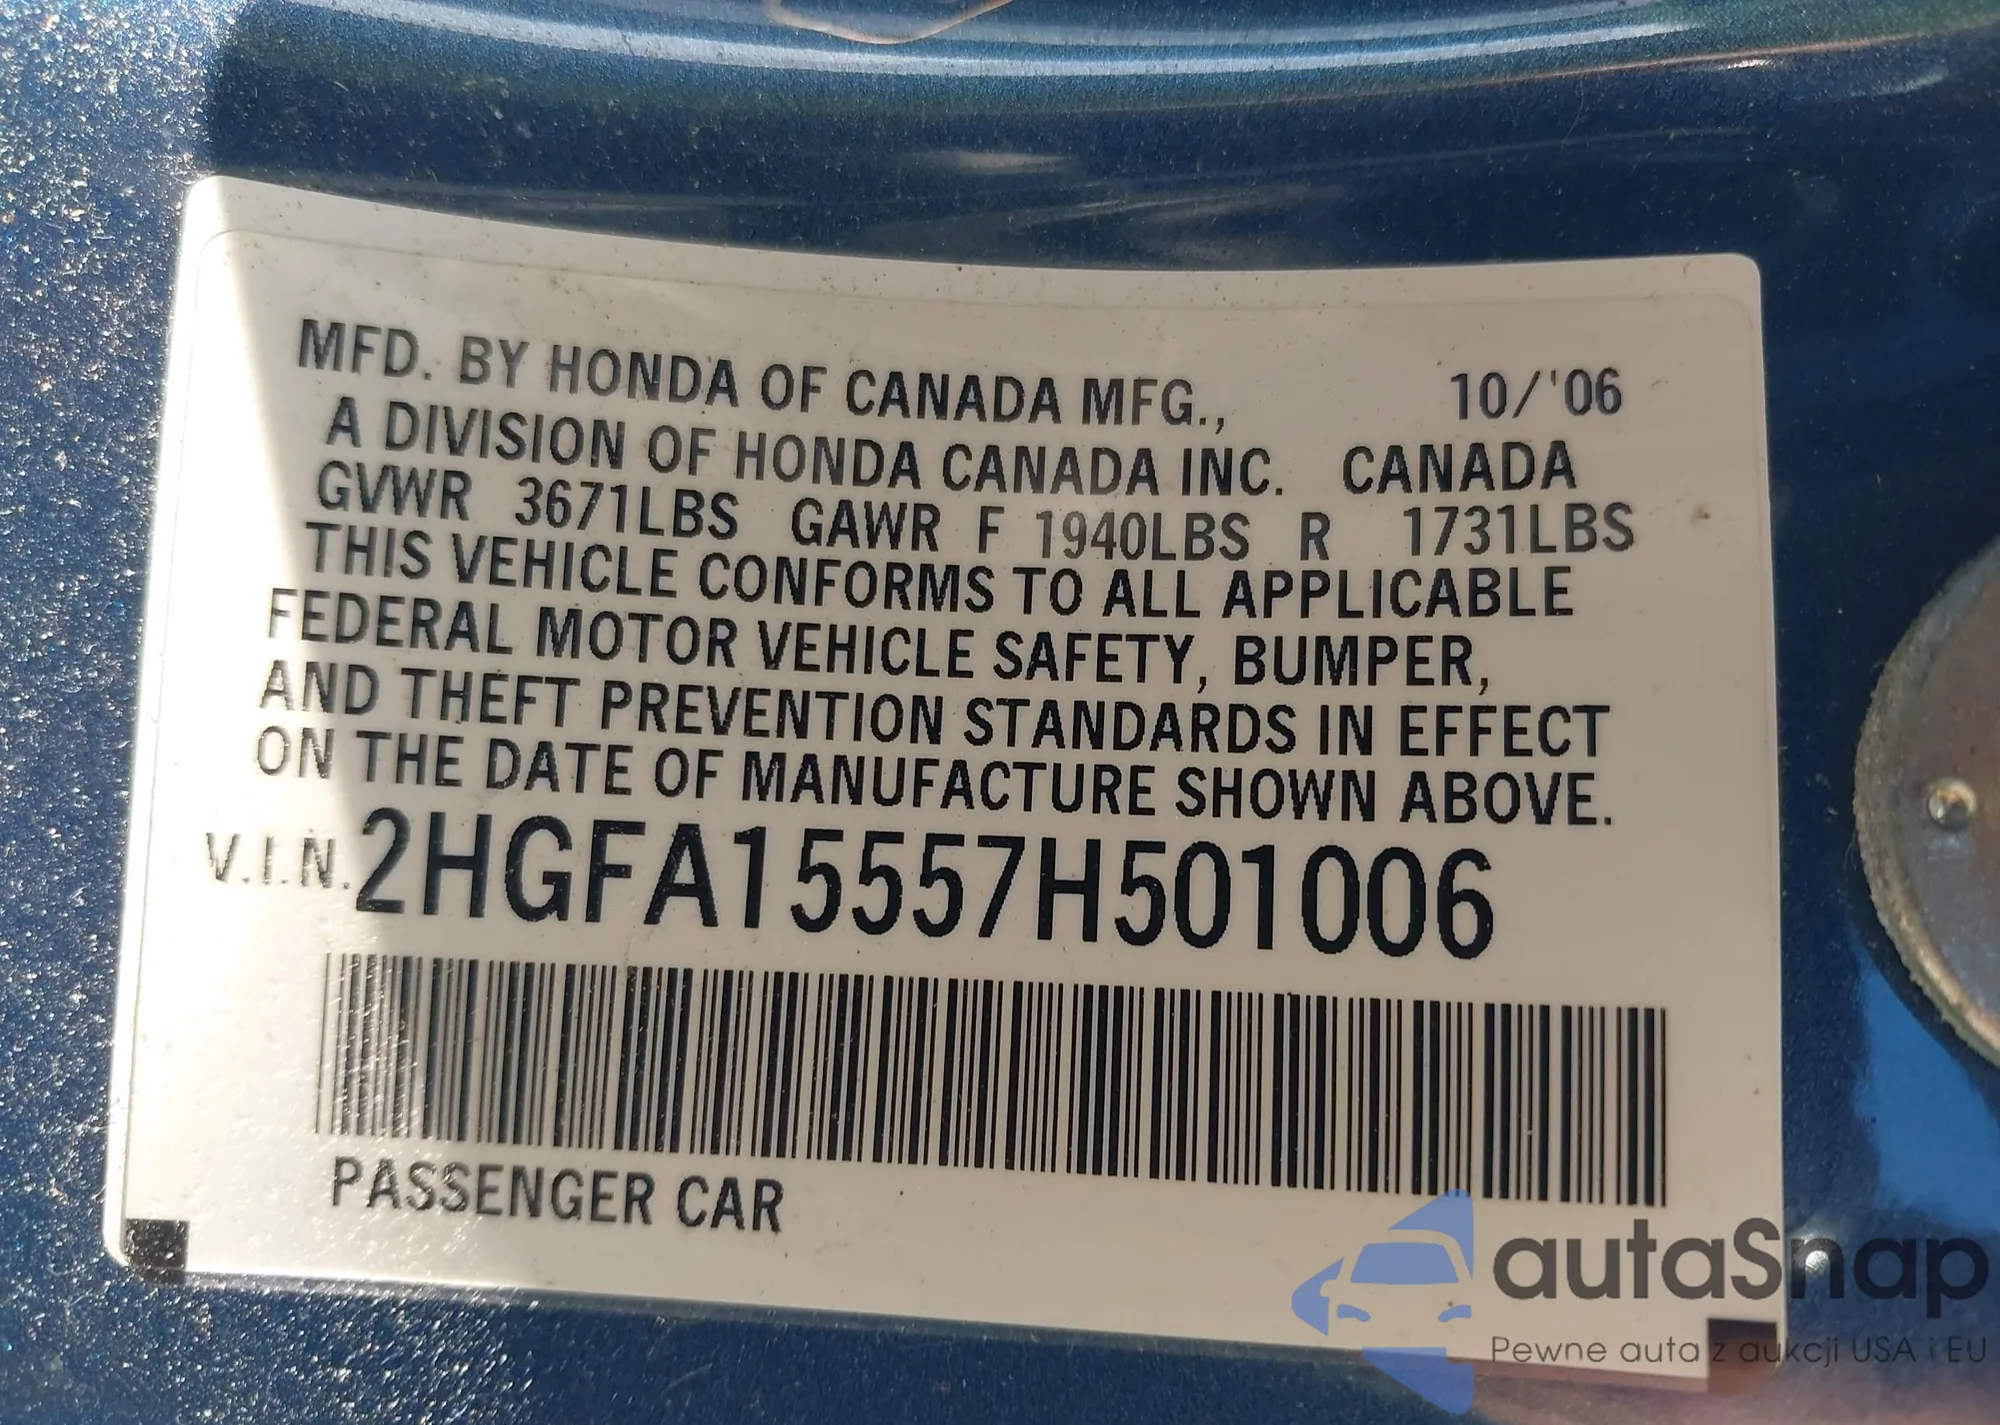 MFD. BY HONDA OF CANADA MFG., 10/'06
A DIVISION OF HONDA CANADA INC. CANADA
GVWR 3671LBS GAWR F 1940LBS R 1731LBS
THIS VEHICLE CONFORMS TO ALL APPLICABLE
FEDERAL MOTOR VEHICLE SAFETY, BUMPER,
AND THEFT PREVENTION STANDARDS IN EFFECT
ON THE DATE OF MANUFACTURE SHOWN ABOVE.
V.I.N. 2HGFA15557H501006
PASSENGER CAR
autaSnap
Pewne auta z aukcji USA i EU